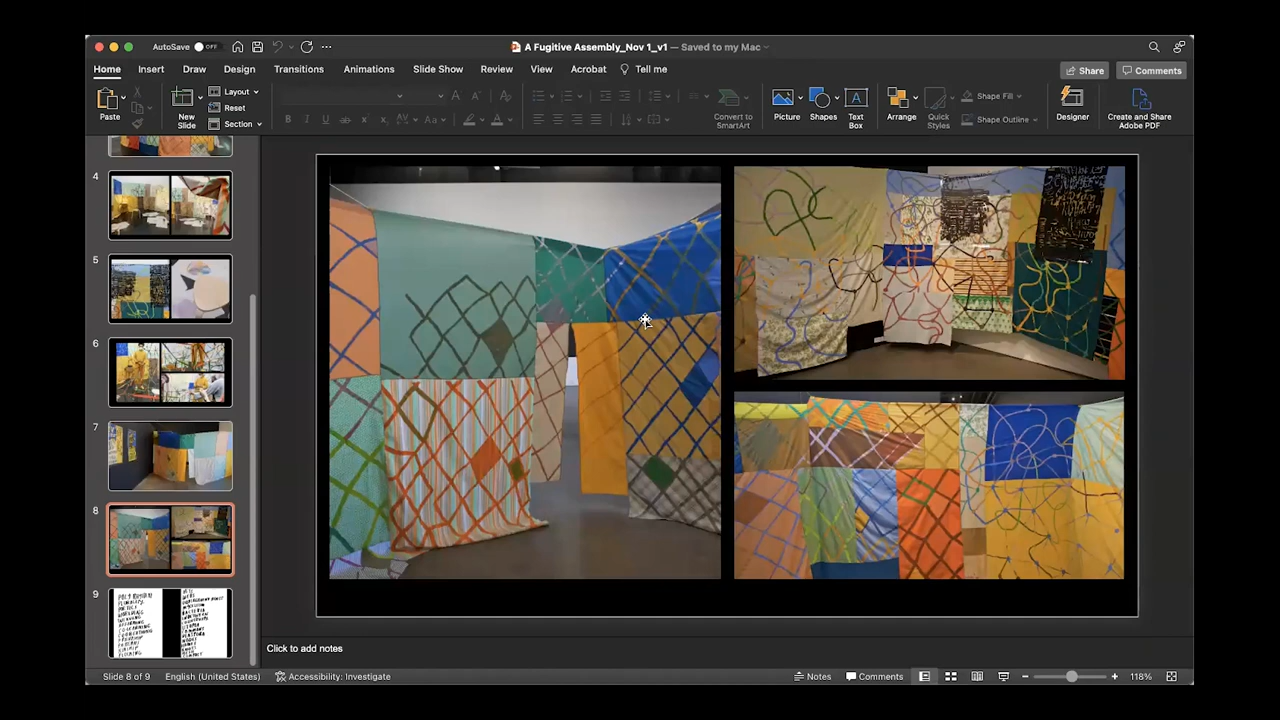 AutoSave OFF
A Fugitive Assembly_Nov 1_v1 — Saved to my Mac
Home Insert Draw Design Transitions Animations Slide Show Review View Acrobat Tell me
Share Comments
Paste
New Slide
Layout
Reset
Section
B I U
Convert to SmartArt
Picture
Shapes
Text Box
Arrange
Quick Styles
Shape Fill
Shape Outline
Designer
Create and Share Adobe PDF
4
5
6
7
8
9
Click to add notes
Slide 8 of 9 English (United States) Accessibility: Investigate Notes Comments 118%